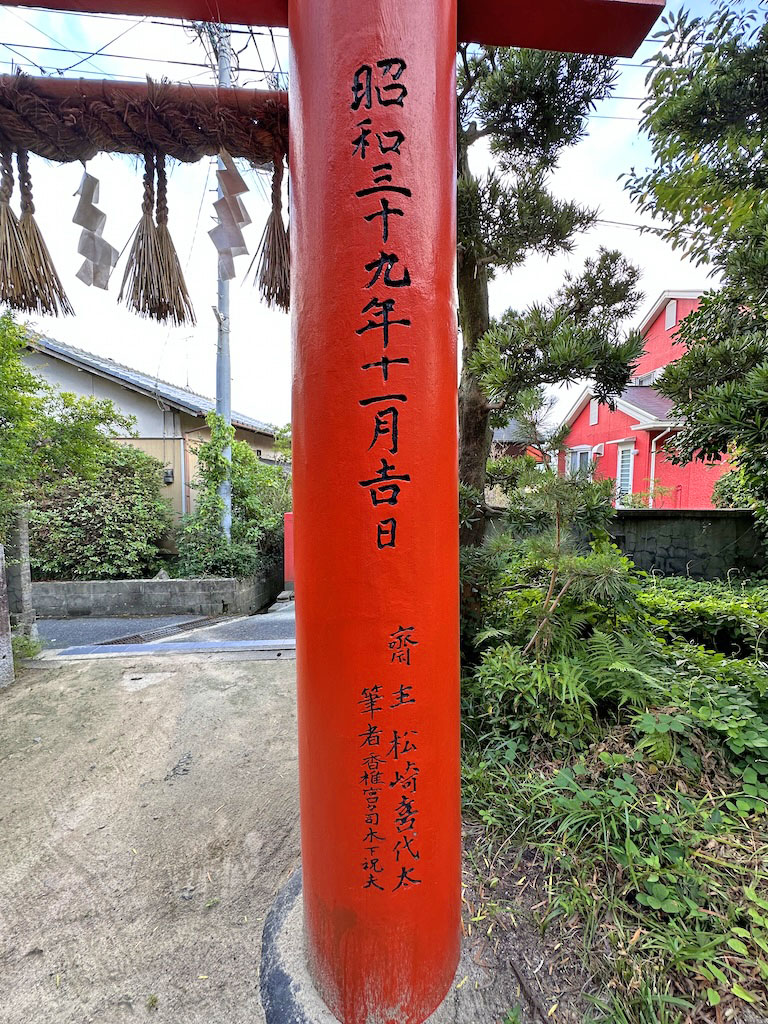 昭和三十九年十一月吉日
齋主 松崎喜代太
筆者 香椎宮宮司木下祝夫